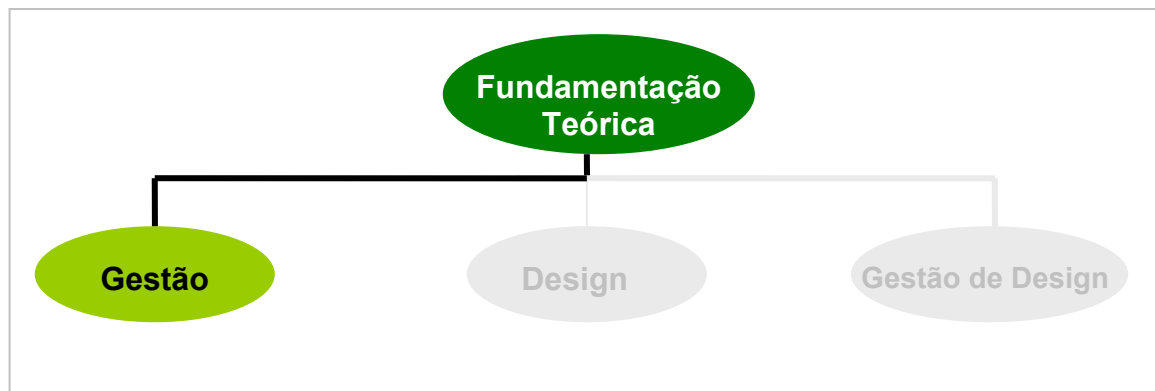 Fundamentação
Teórica
Gestão
Design
Gestão de Design